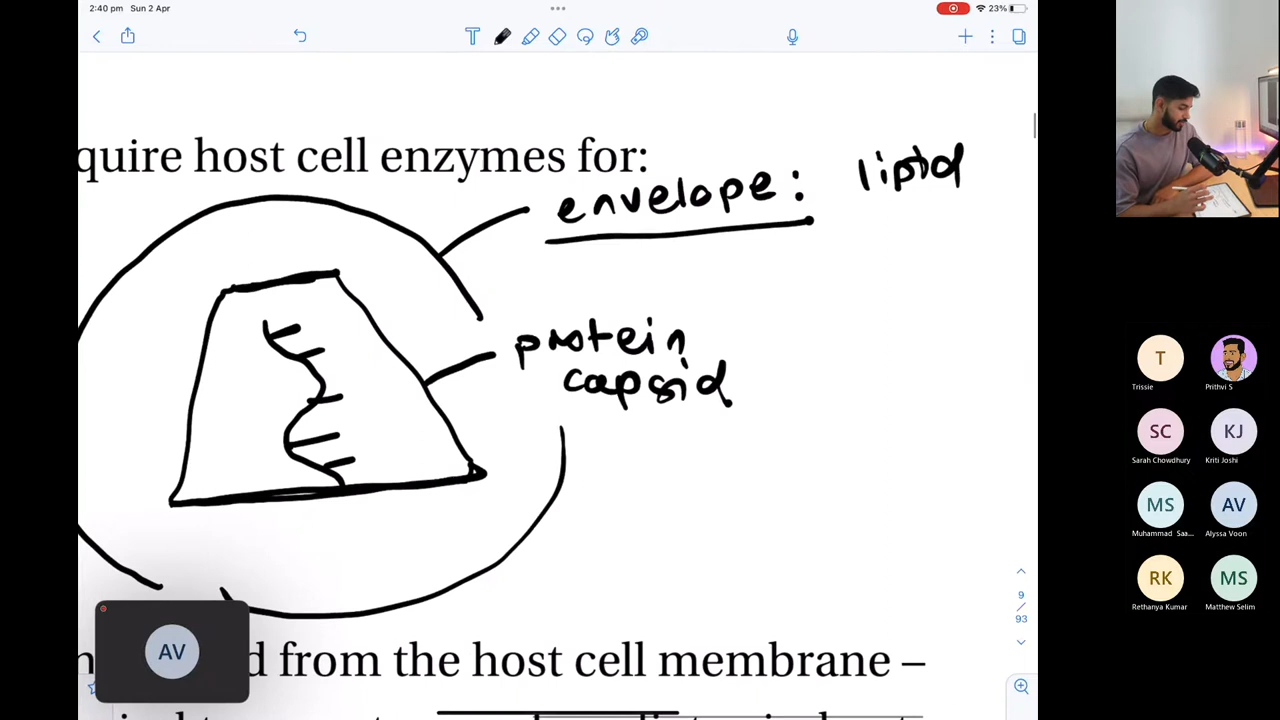 2:40 pm Sun 2 Apr
23%
quire host cell enzymes for:
envelope: lipid
protein
capsid
9
/
93
AV
d from the host cell membrane –
T
Trissie
Prithvi S
SC
Sarah Chowdhury
KJ
Kriti Joshi
MS
Muhammad Saa...
AV
Alyssa Voon
RK
Rethanya Kumar
MS
Matthew Selim